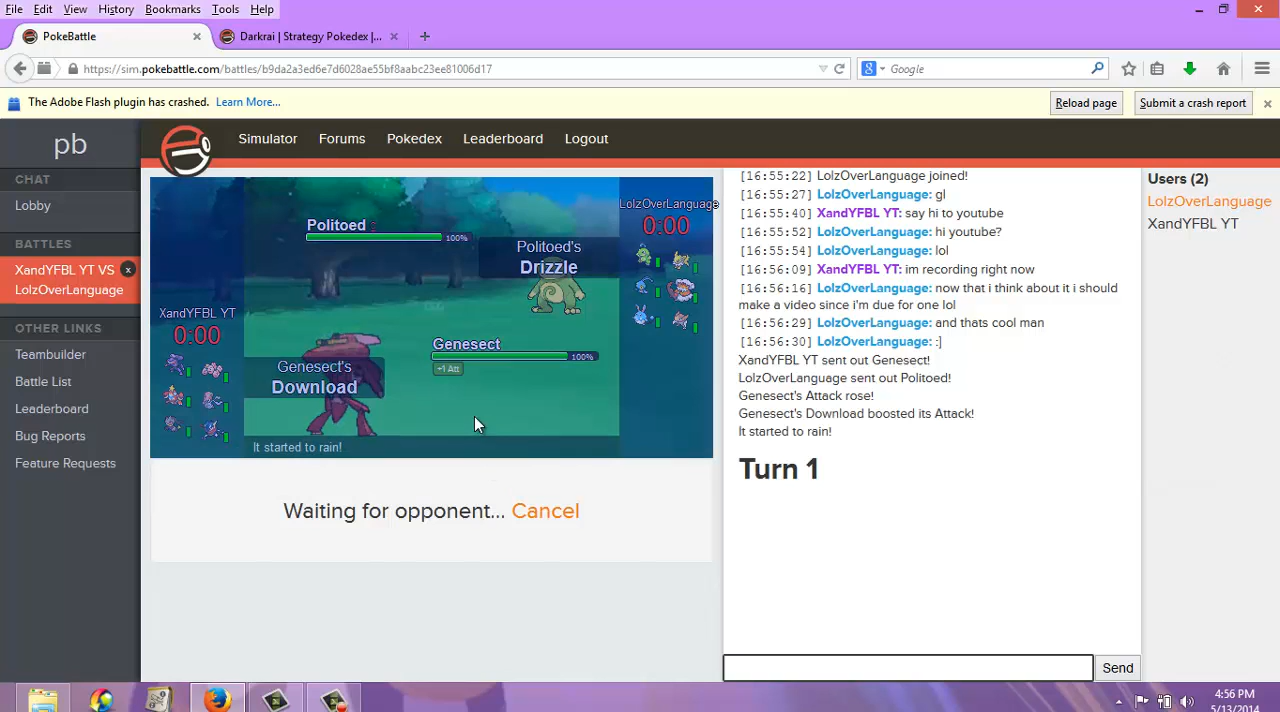 File Edit View History Bookmarks Tools Help
PokeBattle
Darkrai | Strategy Pokedex |...
https://sim.pokebattle.com/battles/b9da2a3ed6e7d6028ae55bf8aabc23ee81006d17
Google
The Adobe Flash plugin has crashed. Learn More...
Reload page
Submit a crash report
pb
Simulator Forums Pokedex Leaderboard Logout
CHAT
Lobby
BATTLES
XandYFBL YT VS x
LolzOverLanguage
OTHER LINKS
Teambuilder
Battle List
Leaderboard
Bug Reports
Feature Requests
XandYFBL YT
0:00
Politoed
100%
Politoed's
Drizzle
Genesect
100%
+1 Att
Genesect's
Download
It started to rain!
LolzOverLanguage
0:00
Waiting for opponent... Cancel
[16:55:22] LolzOverLanguage joined!
[16:55:27] LolzOverLanguage: gl
[16:55:40] XandYFBL YT: say hi to youtube
[16:55:52] LolzOverLanguage: hi youtube?
[16:55:54] LolzOverLanguage: lol
[16:56:09] XandYFBL YT: im recording right now
[16:56:16] LolzOverLanguage: now that i think about it i should
make a video since i'm due for one lol
[16:56:29] LolzOverLanguage: and thats cool man
[16:56:30] LolzOverLanguage: :]
XandYFBL YT sent out Genesect!
LolzOverLanguage sent out Politoed!
Genesect's Attack rose!
Genesect's Download boosted its Attack!
It started to rain!
Turn 1
Send
Users (2)
LolzOverLanguage
XandYFBL YT
4:56 PM
5/13/2014